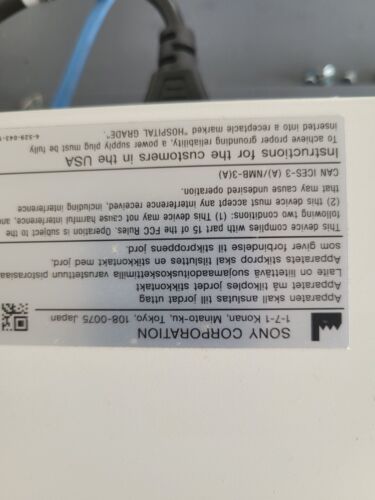 SONY CORPORATION
1-7-1 Konan, Minato-ku, Tokyo, 108-0075 Japan
Apparaten skall anslutas till jordat uttag
Apparatet må tilkoples jordet stikkontakt
Laite on liitettävä suojamaadoituskoskettimilla varustettuun pistorasiaa
Apparatets stikprop skal tilsluttes en stikkontakt med jord,
som giver forbindelse til stikproppens jord.
This device complies with part 15 of the FCC Rules. Operation is subject to the
following two conditions: (1) This device may not cause harmful interference, and
(2) this device must accept any interference received, including interference
that may cause undesired operation.
CAN ICES-3 (A)/NMB-3(A)
Instructions for the customers in the USA
To achieve proper grounding reliability, a power supply plug must be fully
inserted into a receptacle marked "HOSPITAL GRADE".